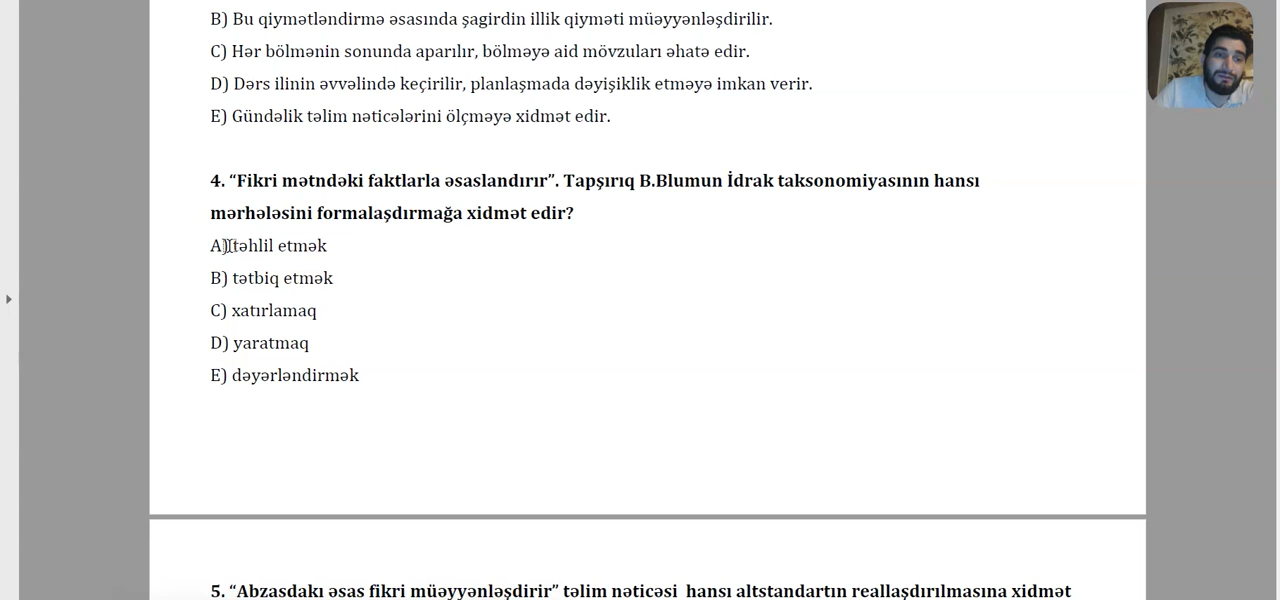 B) Bu qiymətləndirmə əsasında şagirdin illik qiyməti müəyyənləşdirilir.
C) Hər bölmənin sonunda aparılır, bölməyə aid mövzuları əhatə edir.
D) Dərs ilinin əvvəlində keçirilir, planlaşmada dəyişiklik etməyə imkan verir.
E) Gündəlik təlim nəticələrini ölçməyə xidmət edir.
4. “Fikri mətndəki faktlarla əsaslandırır”. Tapşırıq B.Blumun İdrak taksonomiyasının hansı
mərhələsini formalaşdırmağa xidmət edir?
A) təhlil etmək
B) tətbiq etmək
C) xatırlamaq
D) yaratmaq
E) dəyərləndirmək
5. “Abzasdakı əsas fikri müəyyənləşdirir” təlim nəticəsi hansı altstandartın reallaşdırılmasına xidmət